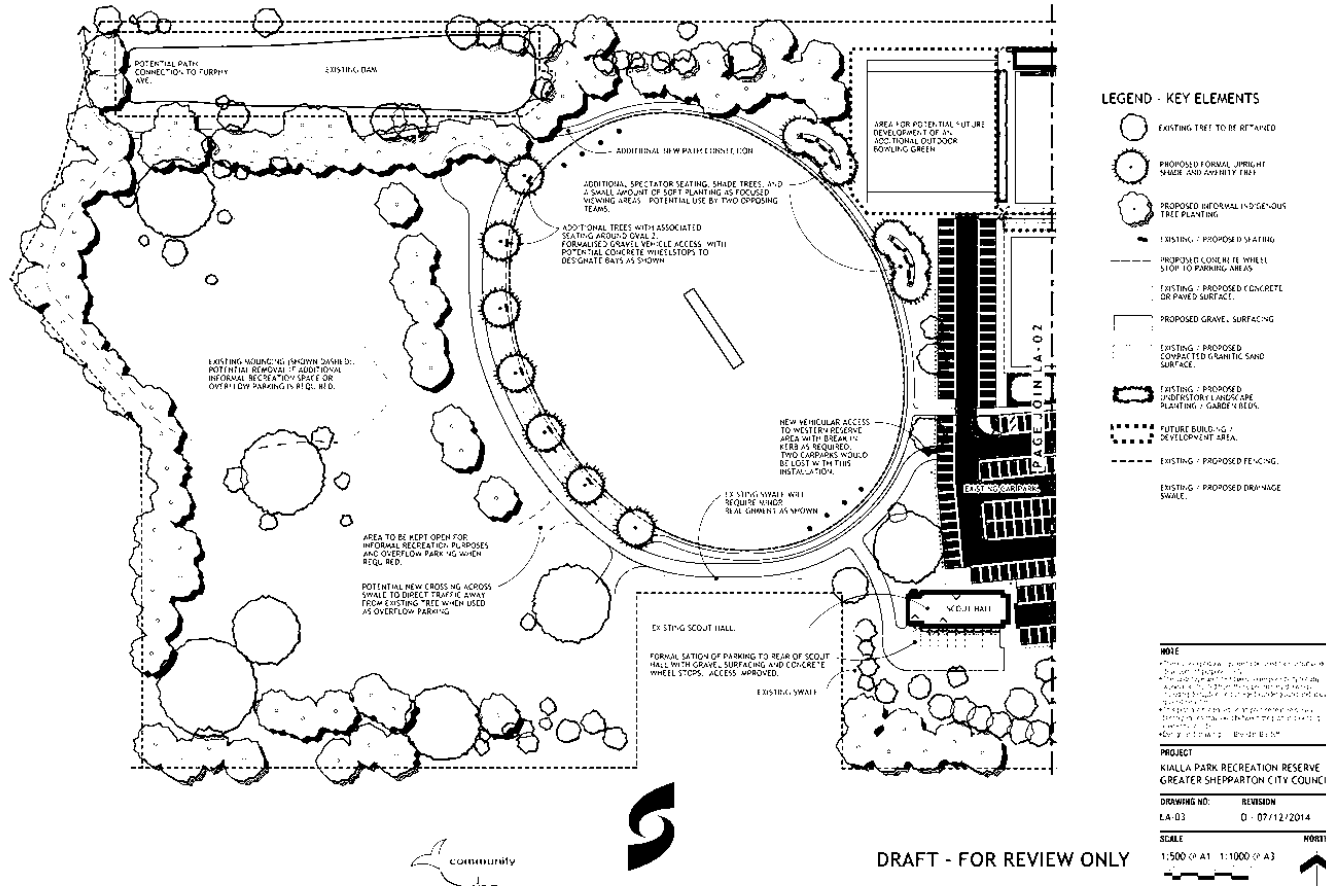 POTENTIAL PATH
CONNECTION TO FURPHY
AVE.
EXISTING DAM
ADDITIONAL NEW PATH CONNECTION
AREA FOR POTENTIAL FUTURE
DEVELOPMENT OF AN
ADDITIONAL OUTDOOR
BOWLING GREEN
ADDITIONAL SPECTATOR SEATING, SHADE TREES, AND
A SMALL AMOUNT OF SOFT PLANTING AS FOCUSED
VIEWING AREAS. POTENTIAL USE BY TWO OPPOSING
TEAMS.
ADDITIONAL TREES WITH ASSOCIATED
SEATING AROUND OVAL 2.
FORMALISED GRAVEL VEHICLE ACCESS WITH
POTENTIAL CONCRETE WHEELSTOPS TO
DESIGNATE BAYS AS SHOWN
EXISTING MOUNDING (SHOWN DASHED).
POTENTIAL REMOVAL IF ADDITIONAL
INFORMAL RECREATION SPACE OR
OVERFLOW PARKING IS REQUIRED.
NEW VEHICULAR ACCESS
TO WESTERN RESERVE
AREA WITH BREAK IN
KERB AS REQUIRED.
TWO CARPARKS WOULD
BE LOST WITH THIS
INSTALLATION.
PAGE JOIN LA-02
EXISTING CARPARK
EXISTING SWALE WILL
REQUIRE MINOR
REALIGNMENT AS SHOWN
AREA TO BE KEPT OPEN FOR
INFORMAL RECREATION PURPOSES
AND OVERFLOW PARKING WHEN
REQUIRED.
POTENTIAL NEW CROSSING ACROSS
SWALE TO DIRECT TRAFFIC AWAY
FROM EXISTING TREE WHEN USED
AS OVERFLOW PARKING
SCOUT HALL
EXISTING SCOUT HALL.
FORMALISATION OF PARKING TO REAR OF SCOUT
HALL WITH GRAVEL SURFACING AND CONCRETE
WHEEL STOPS. ACCESS IMPROVED.
EXISTING SWALE
LEGEND - KEY ELEMENTS
EXISTING TREE TO BE RETAINED
PROPOSED FORMAL UPRIGHT
SHADE AND AMENITY TREE
PROPOSED INFORMAL INDIGENOUS
TREE PLANTING
EXISTING / PROPOSED SEATING
PROPOSED CONCRETE WHEEL
STOP TO PARKING AREAS
EXISTING / PROPOSED CONCRETE
OR PAVED SURFACE.
PROPOSED GRAVEL SURFACING
EXISTING / PROPOSED
COMPACTED GRANITIC SAND
SURFACE.
EXISTING / PROPOSED
UNDERSTORY LANDSCAPE
PLANTING / GARDEN BEDS.
FUTURE BUILDING /
DEVELOPMENT AREA.
EXISTING / PROPOSED FENCING.
EXISTING / PROPOSED DRAINAGE
SWALE.
NOTE
PROJECT
KIALLA PARK RECREATION RESERVE
GREATER SHEPPARTON CITY COUNCI
DRAWING NO: REVISION
LA-03 D - 07/12/2014
SCALE NORTH
1:500 @ A1 1:1000 @ A3
community
DRAFT - FOR REVIEW ONLY